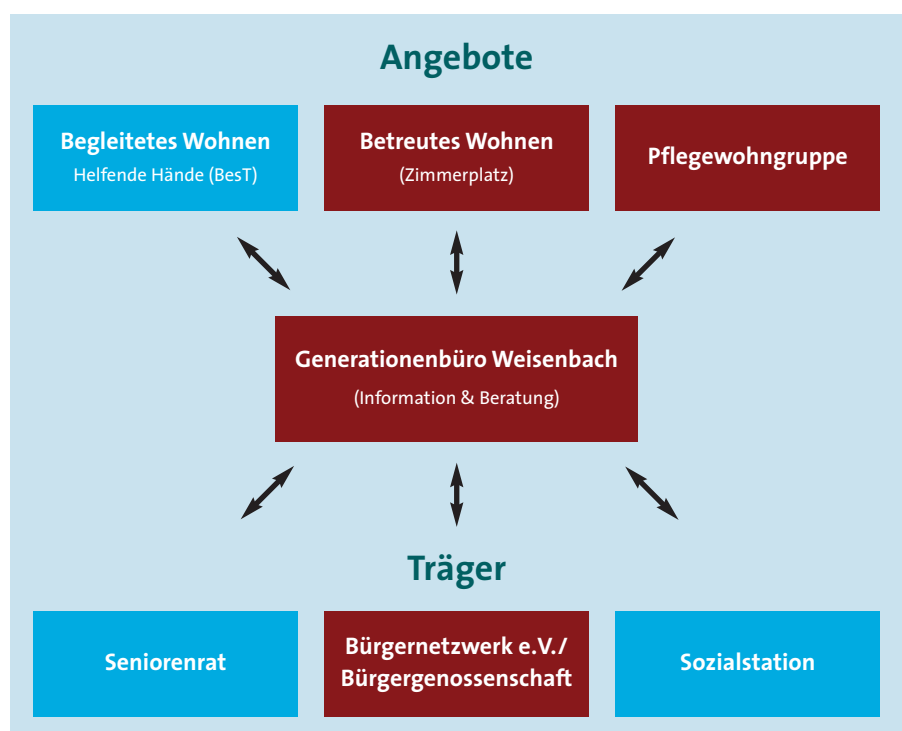 Angebote
Begleitetes Wohnen
Helfende Hände (BesT)
Betreutes Wohnen
(Zimmerplatz)
Pflegewohngruppe
Generationenbüro Weisenbach
(Information & Beratung)
Träger
Seniorenrat
Bürgernetzwerk e.V./
Bürgergenossenschaft
Sozialstation